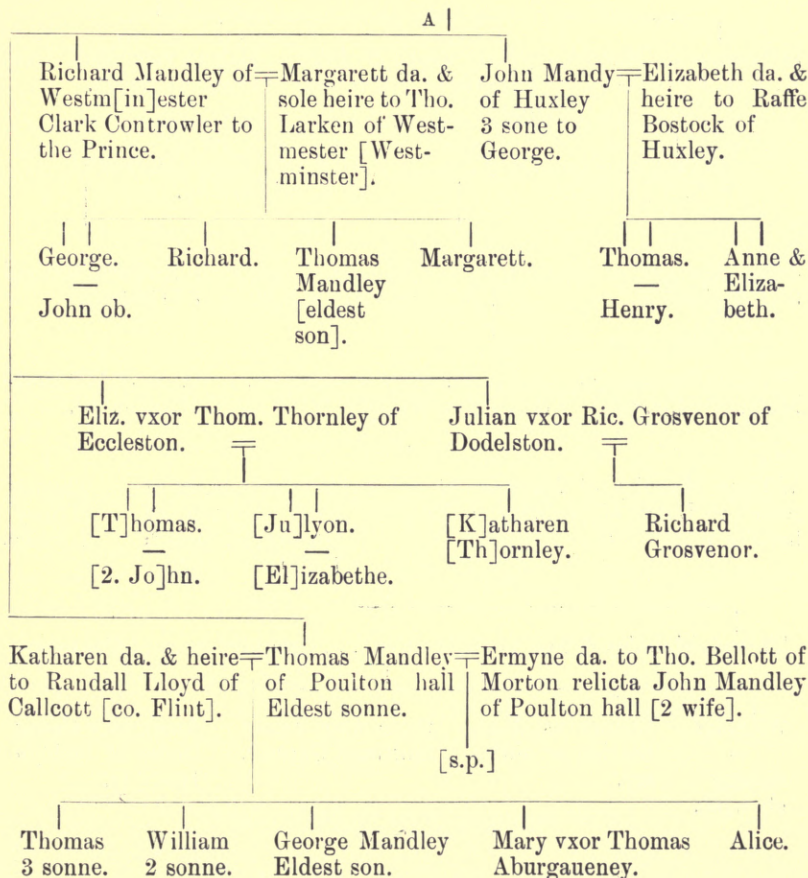 A
Richard Mandley of Margarett da. & John Mandy Elizabeth da. &
Westm[in]ester sole heire to Tho. of Huxley heire to Raffe
Clark Controwler to Larken of West- 3 sone to Bostock of
the Prince. mester [West- George. Huxley.
minster].
George. Richard. Thomas Margarett. Thomas. Anne &
— Mandley — Eliza-
John ob. [eldest Henry. beth.
son].
Eliz. vxor Thom. Thornley of Julian vxor Ric. Grosvenor of
Eccleston. Dodelston.
[T]homas. [Ju]lyon. [K]atharen Richard
— — [Th]ornley. Grosvenor.
[2. Jo]hn. [El]izabethe.
Katharen da. & heire Thomas Mandley Ermyne da. to Tho. Bellott of
to Randall Lloyd of of Poulton hall Morton relicta John Mandley
Callcott [co. Flint]. Eldest sonne. of Poulton hall [2 wife].
[s.p.]
Thomas William George Mandley Mary vxor Thomas Alice.
3 sonne. 2 sonne. Eldest son. Aburgaueney.